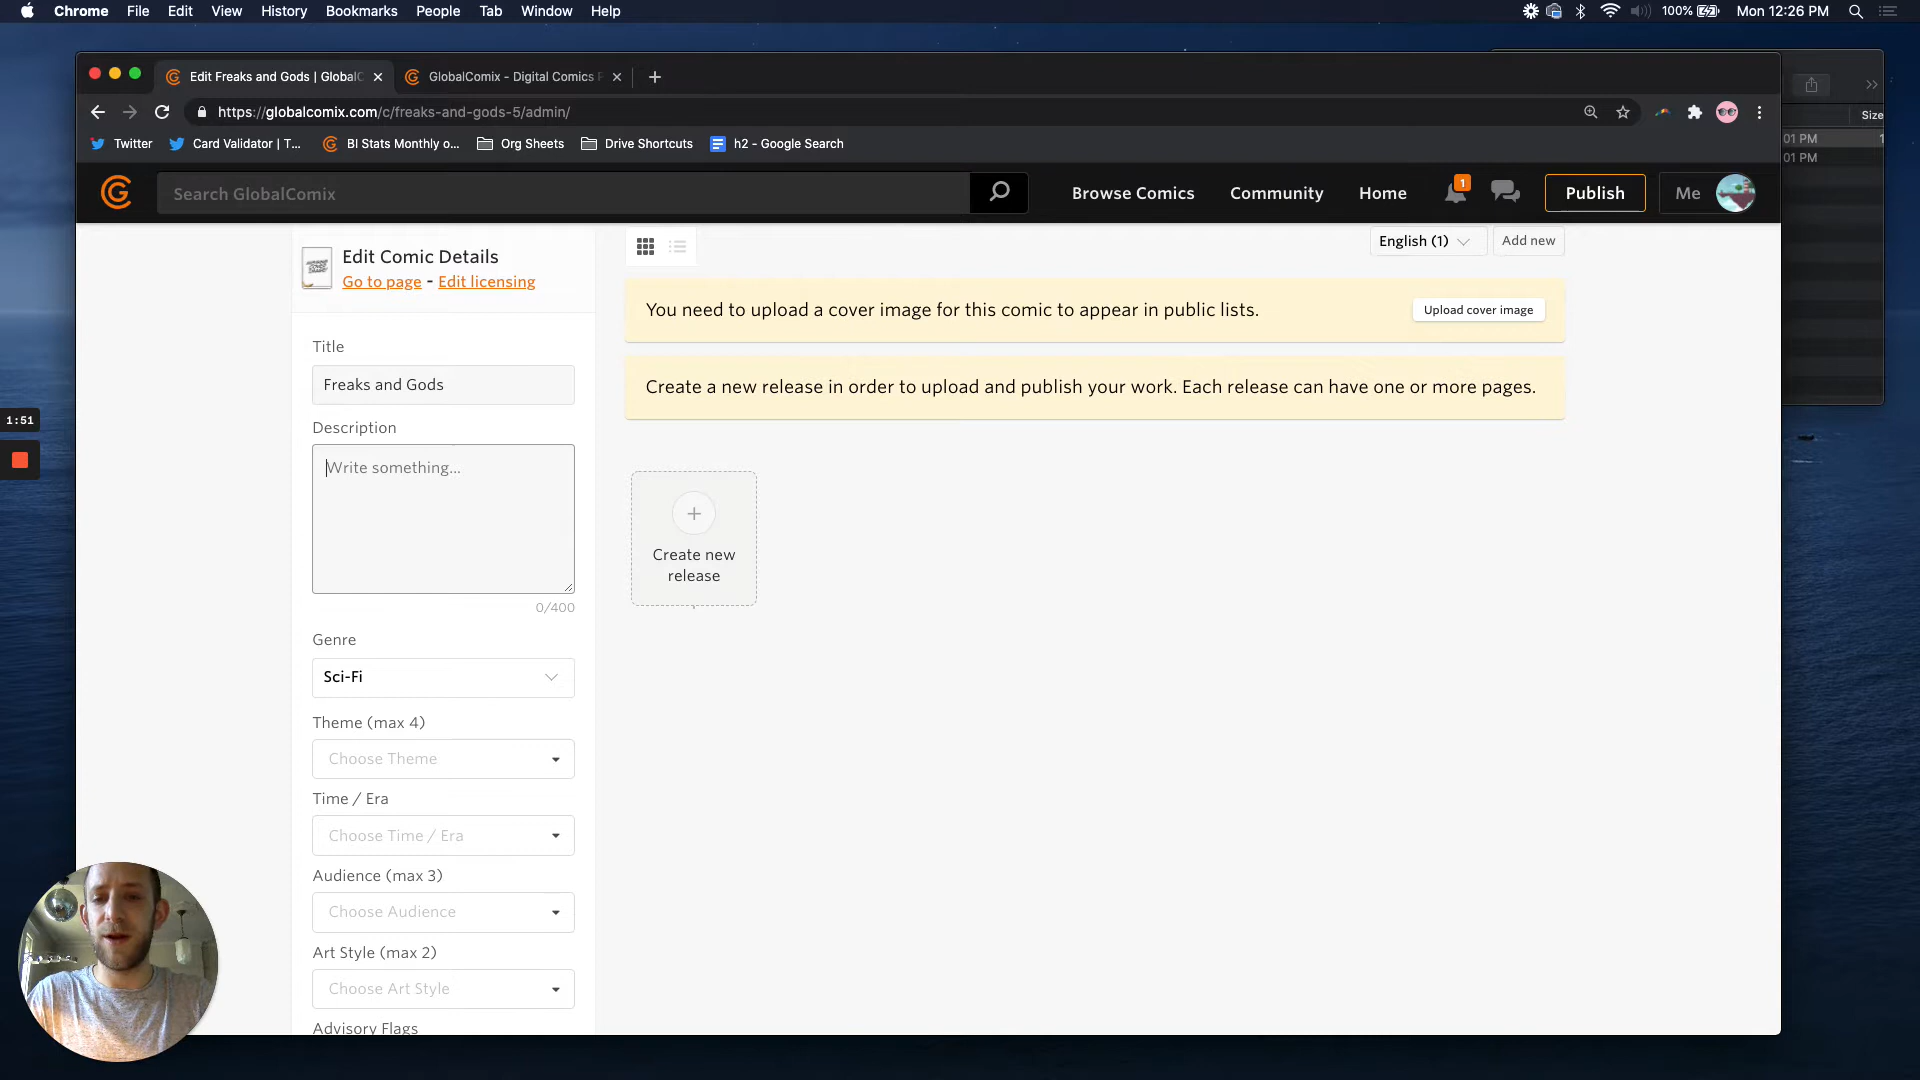 Chrome File Edit View History Bookmarks People Tab Window Help 100% Mon 12:26 PM
Edit Freaks and Gods | GlobalC GlobalComix - Digital Comics P
https://globalcomix.com/c/freaks-and-gods-5/admin/
Size
Twitter Card Validator | T... BI Stats Monthly o... Org Sheets Drive Shortcuts h2 - Google Search
01 PM
01 PM
Search GlobalComix Browse Comics Community Home 1 Publish Me
Edit Comic Details
Go to page - Edit licensing
English (1) Add new
You need to upload a cover image for this comic to appear in public lists. Upload cover image
Title
Freaks and Gods
Create a new release in order to upload and publish your work. Each release can have one or more pages.
1:51
Description
Write something...
0/400
Create new
release
Genre
Sci-Fi
Theme (max 4)
Choose Theme
Time / Era
Choose Time / Era
Audience (max 3)
Choose Audience
Art Style (max 2)
Choose Art Style
Advisory Flags